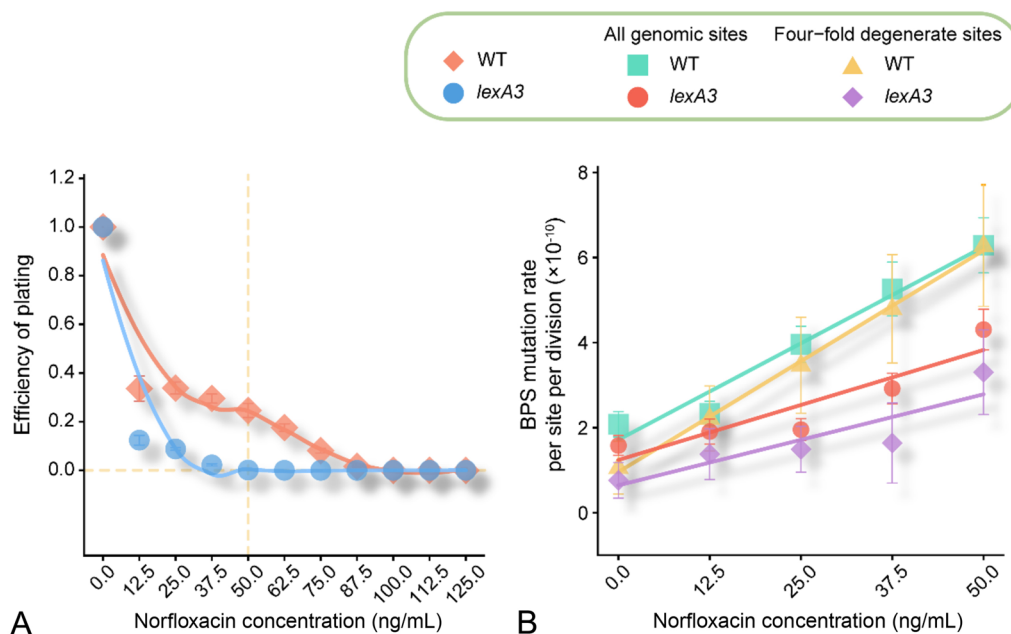 All genomic sites
Four-fold degenerate sites
WT
WT
WT
lexA3
lexA3
lexA3
Efficiency of plating
1.2
1.0
0.8
0.6
0.4
0.2
0.0
0.0
12.5
25.0
37.5
50.0
62.5
75.0
87.5
100.0
112.5
125.0
Norfloxacin concentration (ng/mL)
A
BPS mutation rate
per site per division (×10⁻¹⁰)
8
6
4
2
0
0.0
12.5
25.0
37.5
50.0
Norfloxacin concentration (ng/mL)
B